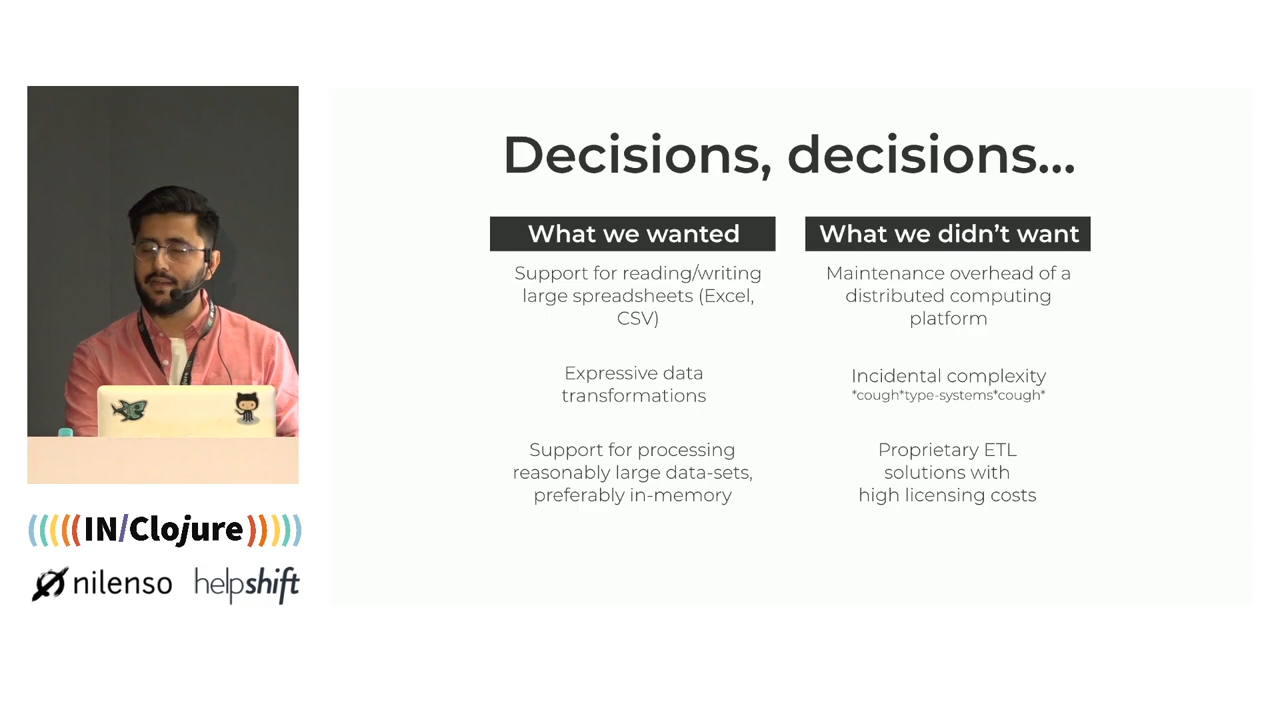 Decisions, decisions...
What we wanted
Support for reading/writing
large spreadsheets (Excel,
CSV)
Expressive data
transformations
Support for processing
reasonably large data-sets,
preferably in-memory
What we didn’t want
Maintenance overhead of a
distributed computing
platform
Incidental complexity
*cough*type-systems*cough*
Proprietary ETL
solutions with
high licensing costs
(((((IN/Clojure)))))
nilenso
helpshift